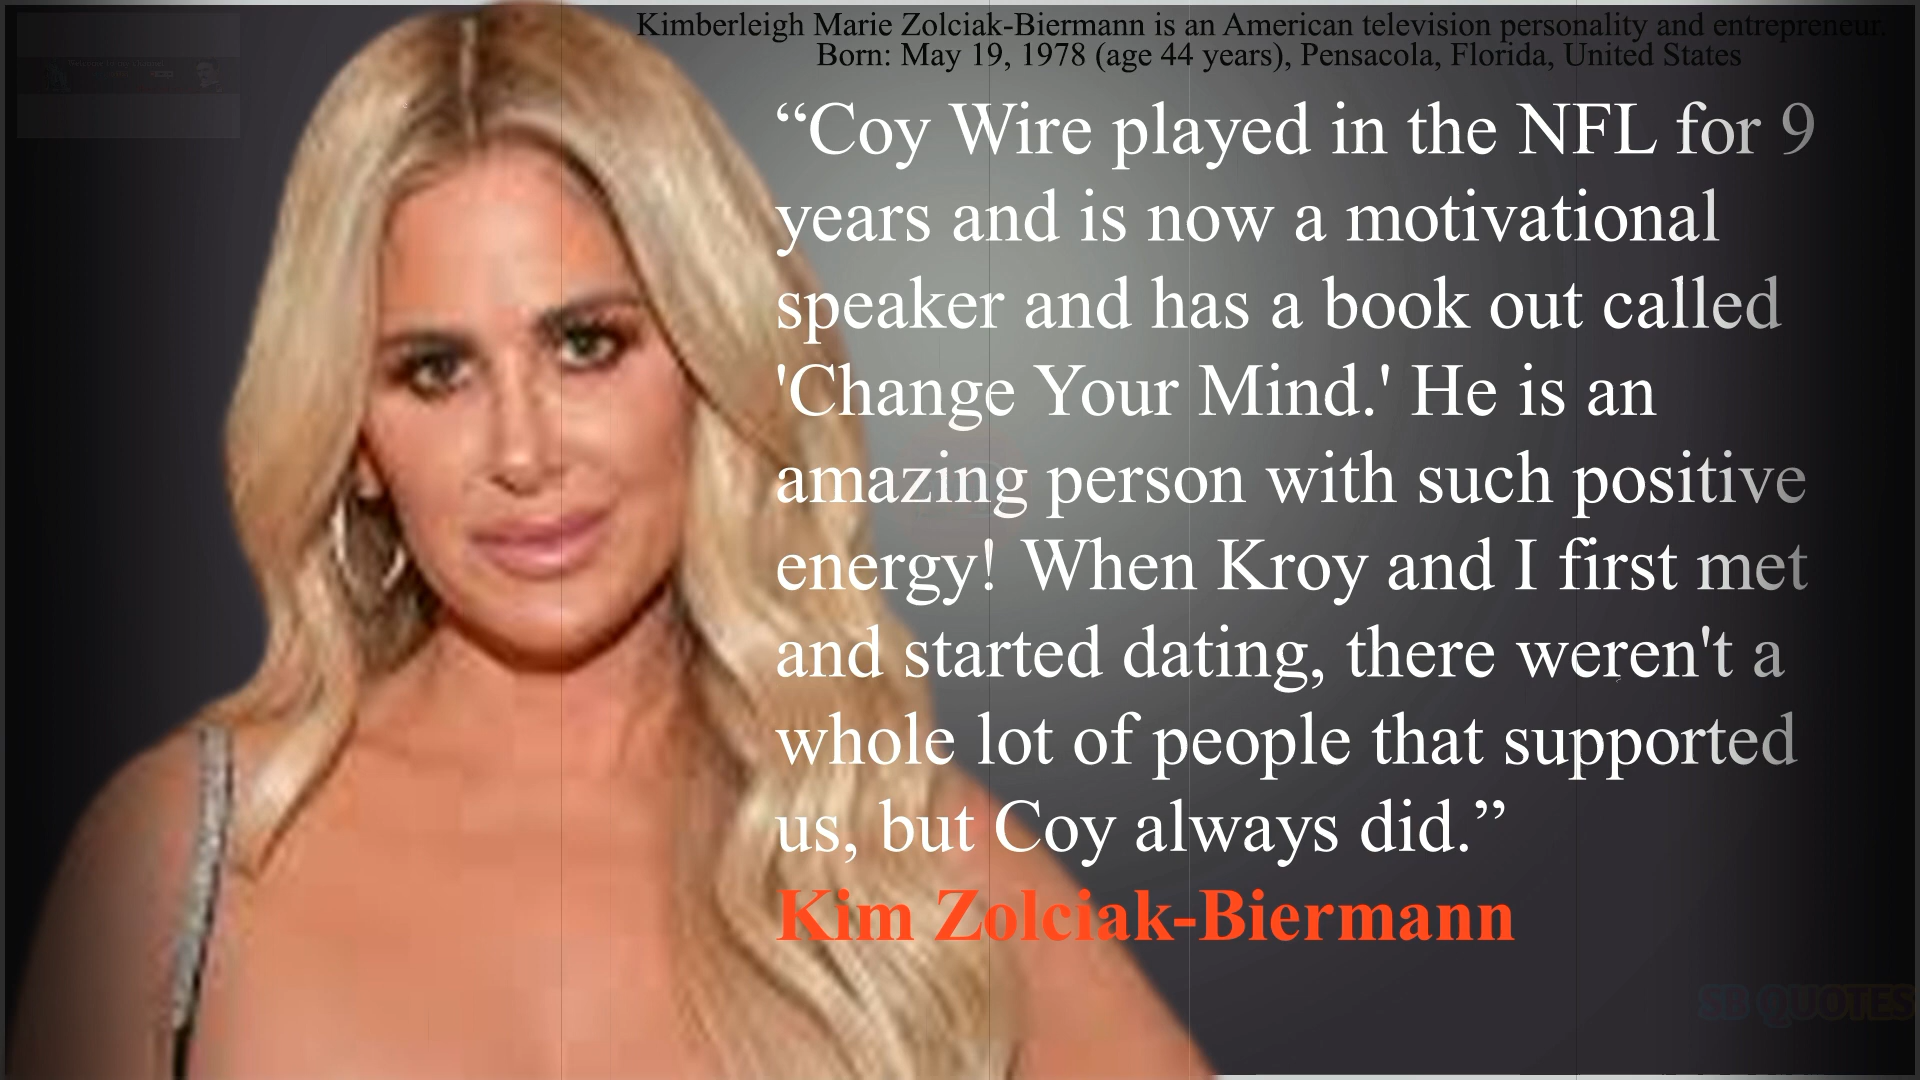 Kimberleigh Marie Zolciak-Biermann is an American television personality and entrepreneur.
Born: May 19, 1978 (age 44 years), Pensacola, Florida, United States
“Coy Wire played in the NFL for 9
years and is now a motivational
speaker and has a book out called
'Change Your Mind.' He is an
amazing person with such positive
energy! When Kroy and I first met
and started dating, there weren't a
whole lot of people that supported
us, but Coy always did.”
Kim Zolciak-Biermann
SB QUOTES